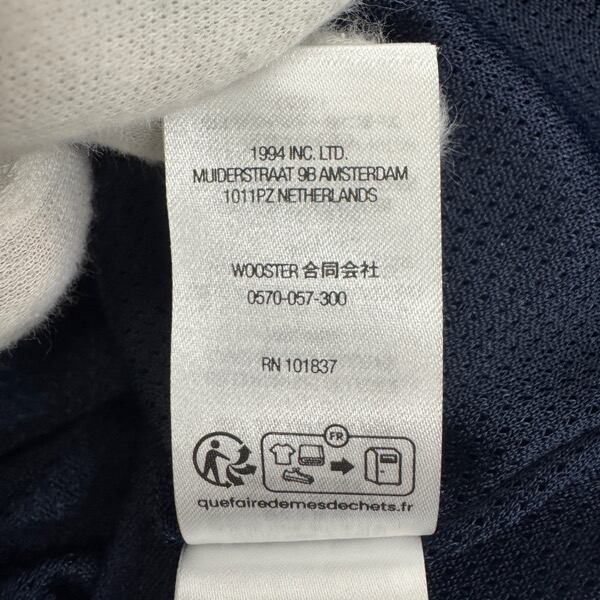 1994 INC. LTD.
MUIDERSTRAAT 9B AMSTERDAM
1011PZ NETHERLANDS
WOOSTER 合同会社
0570-057-300
RN 101837
FR
quefairedemesdechets.fr